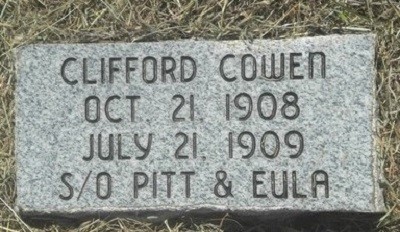 CLIFFORD COWEN
OCT. 21. 1908
JULY 21. 1909
S/O PITT & EULA